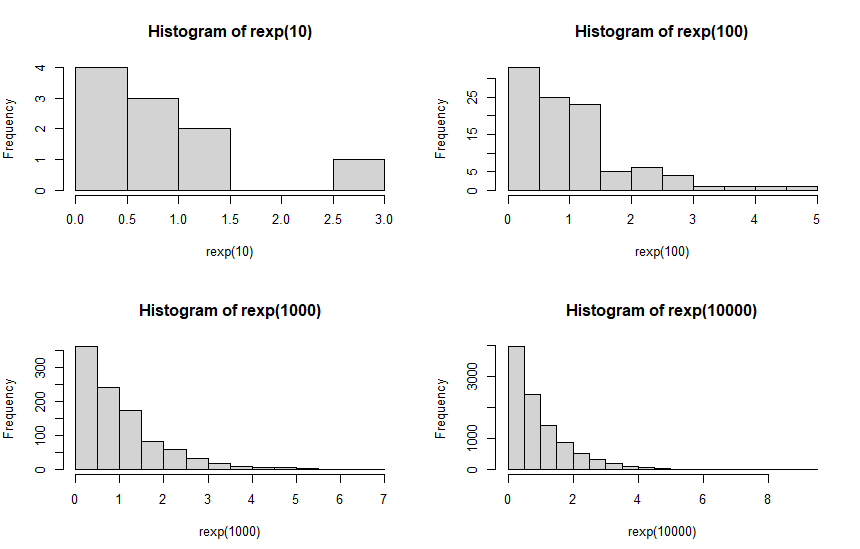 Histogram of rexp(10)
Frequency
4
3
2
1
0
0.0 0.5 1.0 1.5 2.0 2.5 3.0
rexp(10)
Histogram of rexp(100)
Frequency
25
15
5
0
0 1 2 3 4 5
rexp(100)
Histogram of rexp(1000)
Frequency
300
200
100
0
0 1 2 3 4 5 6 7
rexp(1000)
Histogram of rexp(10000)
Frequency
3000
1000
0
0 2 4 6 8
rexp(10000)